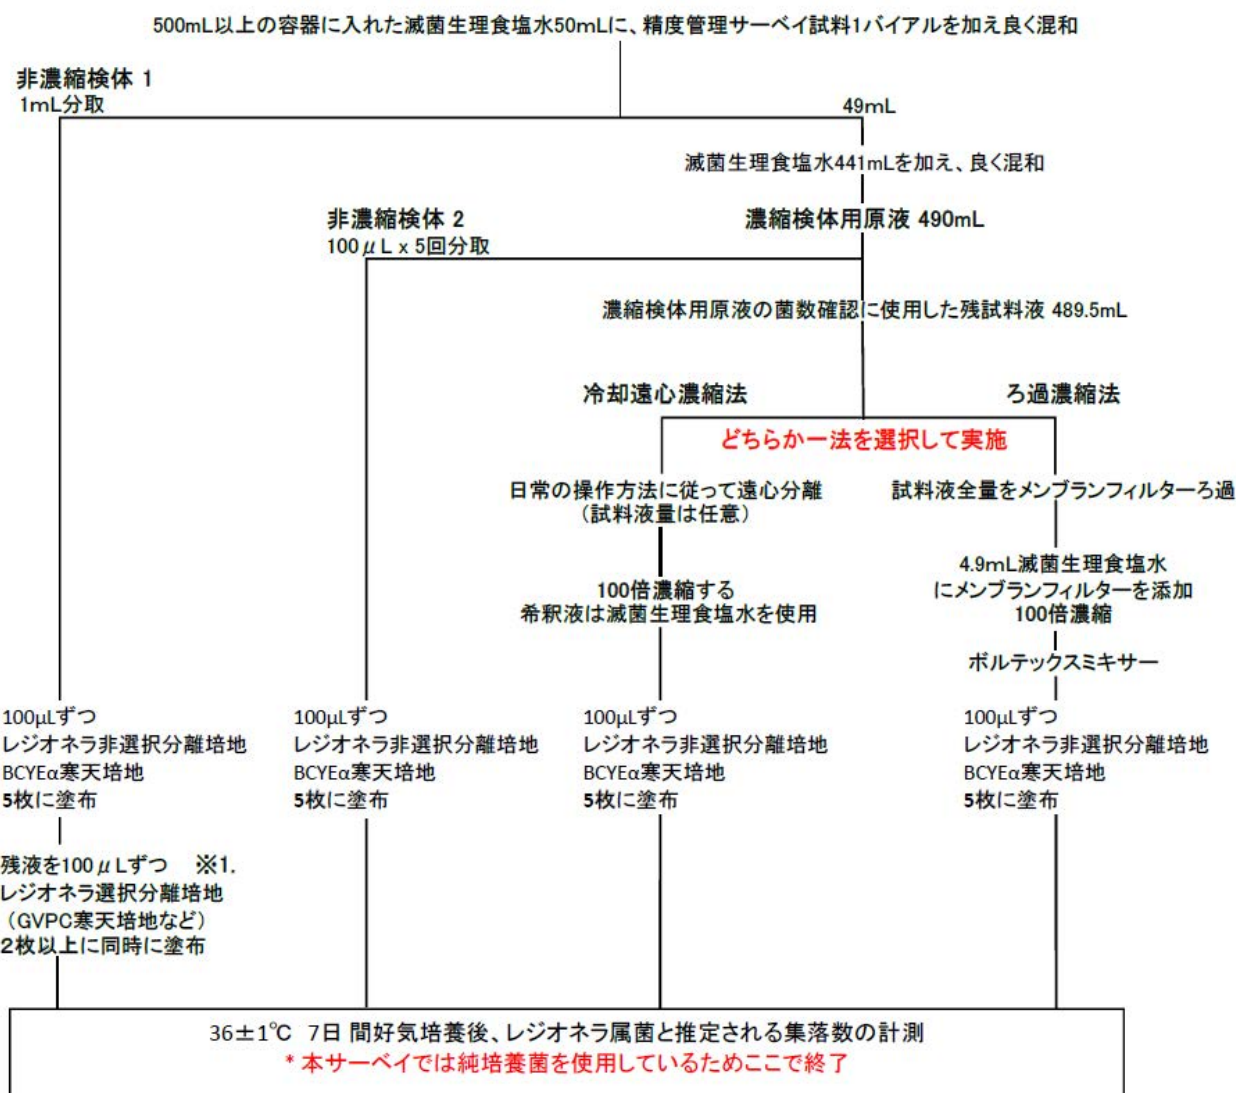 500mL以上の容器に入れた滅菌生理食塩水50mLに、精度管理サーベイ試料1バイアルを加え良く混和
非濃縮検体 1
1mL分取
49mL
滅菌生理食塩水441mLを加え、良く混和
非濃縮検体 2
100μL x 5回分取
濃縮検体用原液 490mL
濃縮検体用原液の菌数確認に使用した残試料液 489.5mL
冷却遠心濃縮法
ろ過濃縮法
どちらか一法を選択して実施
日常の操作方法に従って遠心分離
（試料液量は任意）
試料液全量をメンブランフィルターろ過
100倍濃縮する
希釈液は滅菌生理食塩水を使用
4.9mL滅菌生理食塩水
にメンブランフィルターを添加
100倍濃縮
ボルテックスミキサー
100μLずつ
レジオネラ非選択分離培地
BCYEα寒天培地
5枚に塗布
100μLずつ
レジオネラ非選択分離培地
BCYEα寒天培地
5枚に塗布
100μLずつ
レジオネラ非選択分離培地
BCYEα寒天培地
5枚に塗布
100μLずつ
レジオネラ非選択分離培地
BCYEα寒天培地
5枚に塗布
残液を100μLずつ ※1.
レジオネラ選択分離培地
（GVPC寒天培地など）
2枚以上に同時に塗布
36±1℃ 7日 間好気培養後、レジオネラ属菌と推定される集落数の計測
* 本サーベイでは純培養菌を使用しているためここで終了